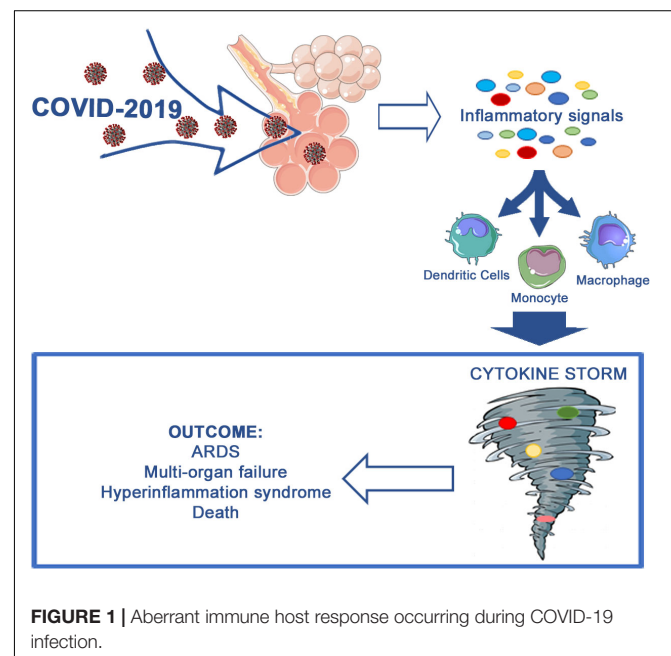 COVID-2019
Inflammatory signals
Dendritic Cells
Monocyte
Macrophage
CYTOKINE STORM
OUTCOME:
ARDS
Multi-organ failure
Hyperinflammation syndrome
Death
FIGURE 1 | Aberrant immune host response occurring during COVID-19
infection.